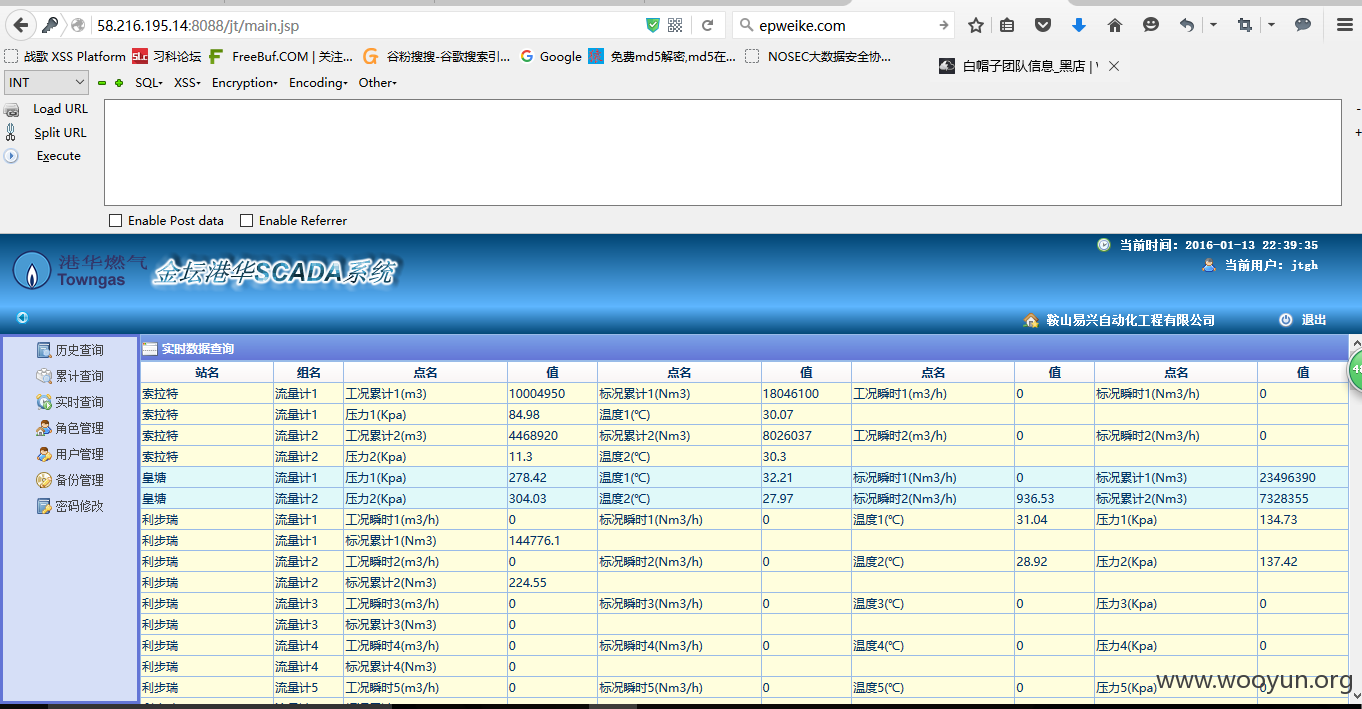 58.216.195.14:8088/jt/main.jsp epweike.com
战歌 XSS Platform 习科论坛 FreeBuf.COM | 关注... 谷粉搜搜-谷歌搜索引... Google 免费md5解密,md5在... NOSEC大数据安全协... 白帽子团队信息_黑店 |
INT SQL XSS Encryption Encoding Other
Load URL
Split URL
Execute
Enable Post data Enable Referrer
当前时间：2016-01-13 22:39:35
港华燃气
Towngas
金坛港华SCADA系统
当前用户：jtgh
鞍山易兴自动化工程有限公司 退出
历史查询
累计查询
实时查询
角色管理
用户管理
备份管理
密码修改
实时数据查询
站名 组名 点名 值 点名 值 点名 值 点名 值
索拉特 流量计1 工况累计1(m3) 10004950 标况累计1(Nm3) 18046100 工况瞬时1(m3/h) 0 标况瞬时1(Nm3/h) 0
索拉特 流量计1 压力1(Kpa) 84.98 温度1(℃) 30.07
索拉特 流量计2 工况累计2(m3) 4468920 标况累计2(Nm3) 8026037 工况瞬时2(m3/h) 0 标况瞬时2(Nm3/h) 0
索拉特 流量计2 压力2(Kpa) 11.3 温度2(℃) 30.3
皇塘 流量计1 压力1(Kpa) 278.42 温度1(℃) 32.21 标况瞬时1(Nm3/h) 0 标况累计1(Nm3) 23496390
皇塘 流量计2 压力2(Kpa) 304.03 温度2(℃) 27.97 标况瞬时2(Nm3/h) 936.53 标况累计2(Nm3) 7328355
利步瑞 流量计1 工况瞬时1(m3/h) 0 标况瞬时1(Nm3/h) 0 温度1(℃) 31.04 压力1(Kpa) 134.73
利步瑞 流量计1 标况累计1(Nm3) 144776.1
利步瑞 流量计2 工况瞬时2(m3/h) 0 标况瞬时2(Nm3/h) 0 温度2(℃) 28.92 压力2(Kpa) 137.42
利步瑞 流量计2 标况累计2(Nm3) 224.55
利步瑞 流量计3 工况瞬时3(m3/h) 0 标况瞬时3(Nm3/h) 0 温度3(℃) 0 压力3(Kpa) 0
利步瑞 流量计3 标况累计3(Nm3) 0
利步瑞 流量计4 工况瞬时4(m3/h) 0 标况瞬时4(Nm3/h) 0 温度4(℃) 0 压力4(Kpa) 0
利步瑞 流量计4 标况累计4(Nm3) 0
利步瑞 流量计5 工况瞬时5(m3/h) 0 标况瞬时5(Nm3/h) 0 温度5(℃) 0 压力5(Kpa) 0
www.wooyun.org